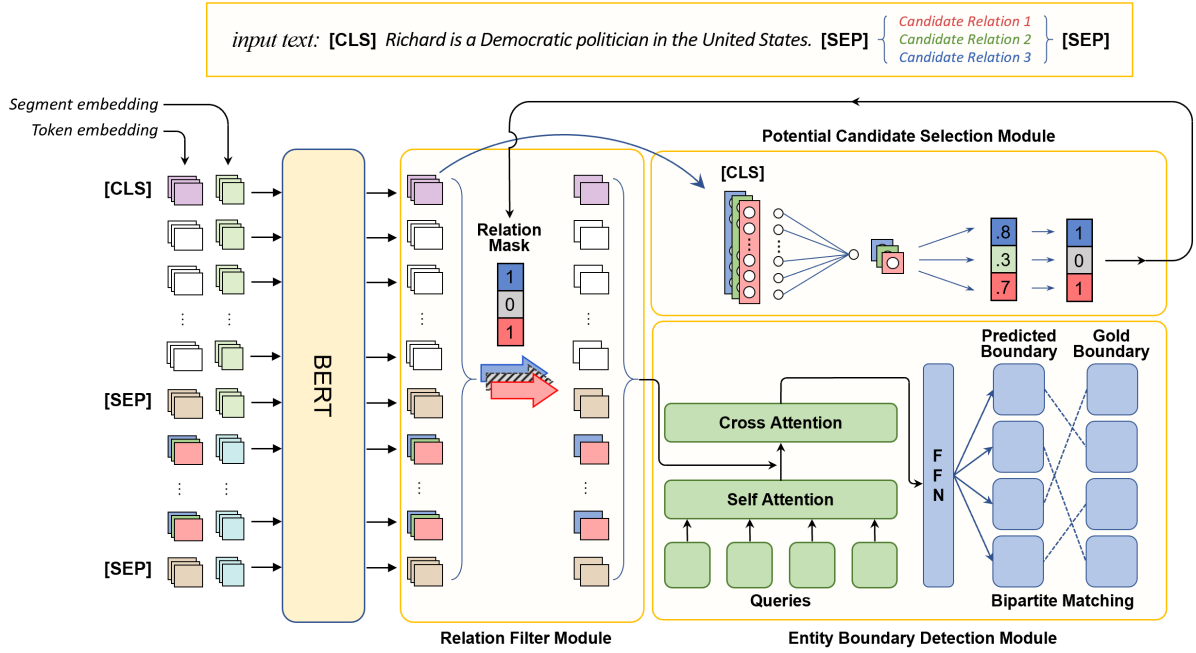 input text: [CLS] Richard is a Democratic politician in the United States. [SEP] Candidate Relation 1 [SEP]
Candidate Relation 2
Candidate Relation 3
Segment embedding
Token embedding
Potential Candidate Selection Module
[CLS]
[CLS]
Relation
Mask
1
0
1
.8
.3
.7
1
0
1
BERT
[SEP]
[SEP]
Predicted
Boundary
Gold
Boundary
Cross Attention
Self Attention
FFN
Queries
Bipartite Matching
Relation Filter Module
Entity Boundary Detection Module